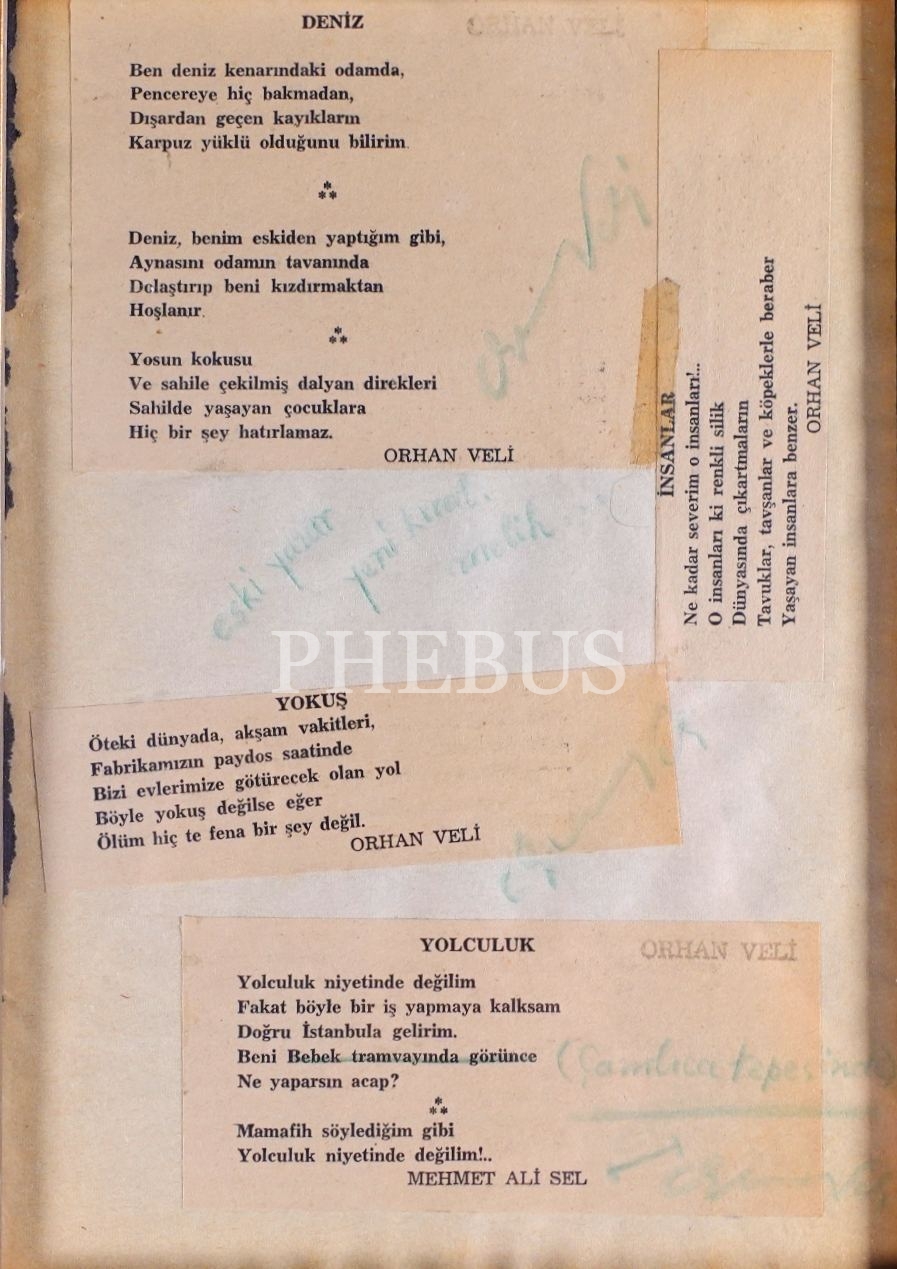 DENİZ
Ben deniz kenarındaki odamda,
Pencereye hiç bakmadan,
Dışardan geçen kayıkların
Karpuz yüklü olduğunu bilirim.
***
Deniz, benim eskiden yaptığım gibi,
Aynasını odamın tavanında
Dolaştırıp beni kızdırmaktan
Hoşlanır.
***
Yosun kokusu
Ve sahile çekilmiş dalyan direkleri
Sahilde yaşayan çocuklara
Hiç bir şey hatırlamaz.
ORHAN VELİ
İNSANLAR
Ne kadar severim o insanları!..
O insanları ki renkli silik
Dünyasında çıkartmaların
Tavuklar, tavşanlar ve köpeklerle beraber
Yaşayan insanlara benzer.
ORHAN VELİ
eski
yeni
melih...
PHEBUS
YOKUŞ
Öteki dünyada, akşam vakitleri,
Fabrikamızın paydos saatinde
Bizi evlerimize götürecek olan yol
Böyle yokuş değilse eğer
Ölüm hiç te fena bir şey değil.
ORHAN VELİ
YOLCULUK
ORHAN VELİ
Yolculuk niyetinde değilim
Fakat böyle bir iş yapmaya kalksam
Doğru İstanbula gelirim.
Beni Bebek tramvayında görünce
(Çamlıca tepesinde)
Ne yaparsın acap?
***
Mamafih söylediğim gibi
Yolculuk niyetinde değilim!..
MEHMET ALİ SEL